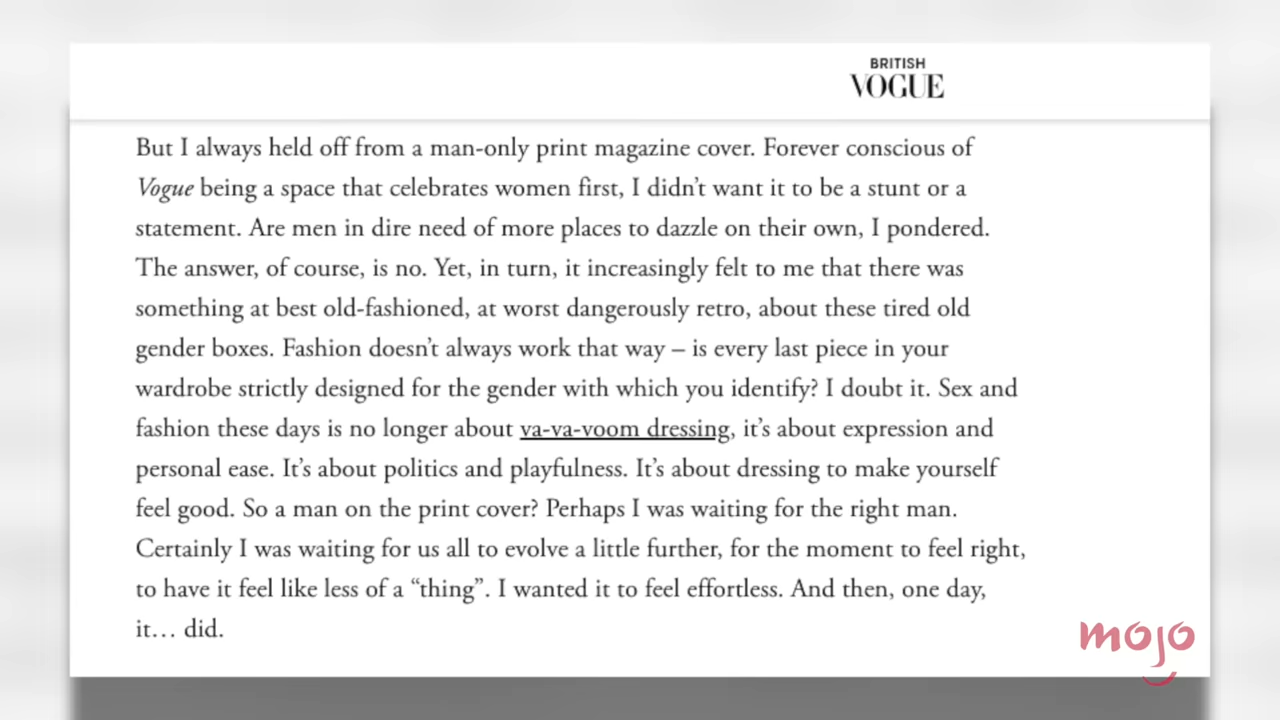 BRITISH
VOGUE
But I always held off from a man-only print magazine cover. Forever conscious of
Vogue being a space that celebrates women first, I didn’t want it to be a stunt or a
statement. Are men in dire need of more places to dazzle on their own, I pondered.
The answer, of course, is no. Yet, in turn, it increasingly felt to me that there was
something at best old-fashioned, at worst dangerously retro, about these tired old
gender boxes. Fashion doesn’t always work that way – is every last piece in your
wardrobe strictly designed for the gender with which you identify? I doubt it. Sex and
fashion these days is no longer about va-va-voom dressing, it’s about expression and
personal ease. It’s about politics and playfulness. It’s about dressing to make yourself
feel good. So a man on the print cover? Perhaps I was waiting for the right man.
Certainly I was waiting for us all to evolve a little further, for the moment to feel right,
to have it feel like less of a “thing”. I wanted it to feel effortless. And then, one day,
it… did.
mojo